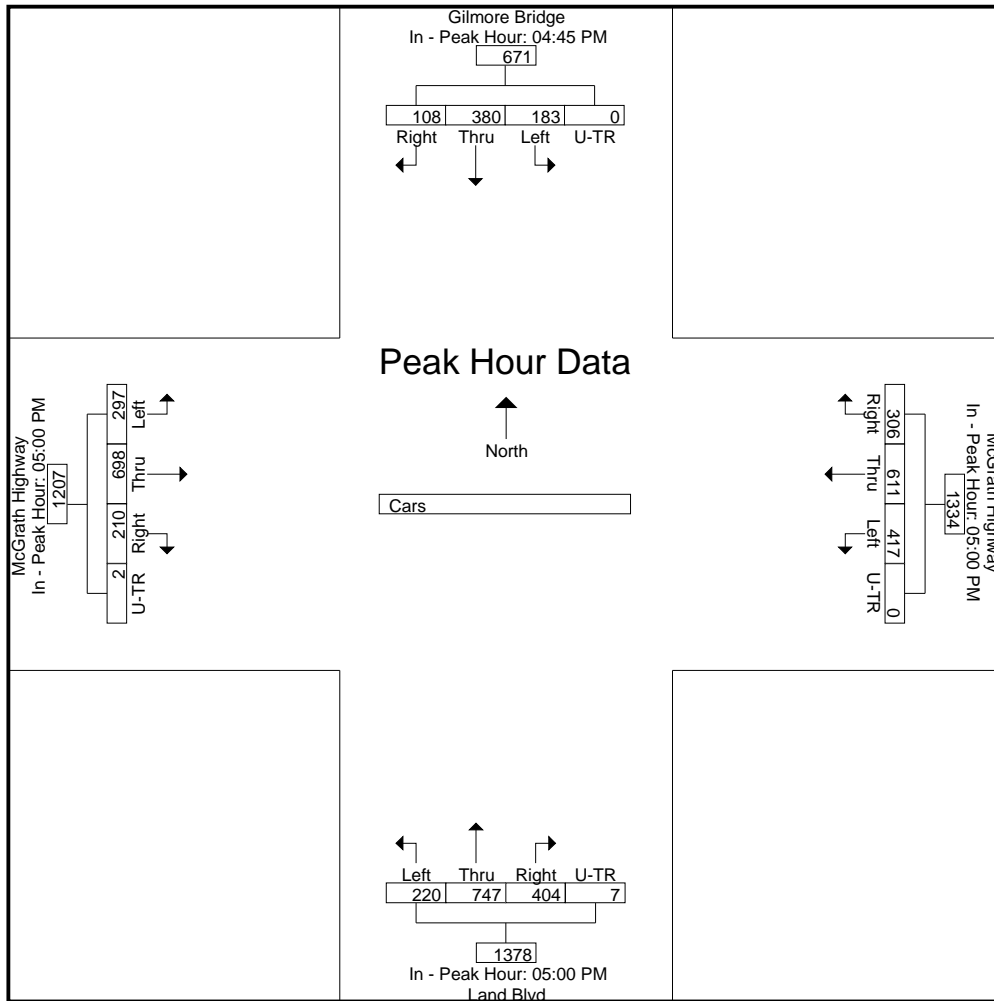 Gilmore Bridge
In - Peak Hour: 04:45 PM
671
108 380 183 0
Right Thru Left U-TR
Peak Hour Data
North
Cars
McGrath Highway
In - Peak Hour: 05:00 PM
1207
297 698 210 2
Left Thru Right U-TR
McGrath Highway
In - Peak Hour: 05:00 PM
1334
306 611 417 0
Right Thru Left U-TR
Left Thru Right U-TR
220 747 404 7
1378
In - Peak Hour: 05:00 PM
Land Blvd